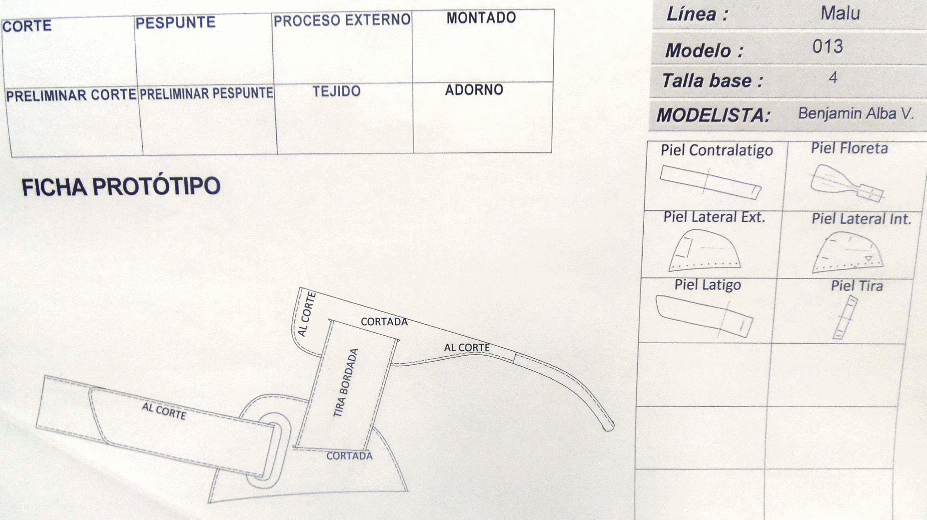 CORTE PESPUNTE PROCESO EXTERNO MONTADO
PRELIMINAR CORTE PRELIMINAR PESPUNTE TEJIDO ADORNO
FICHA PROTÓTIPO
Línea : Malu
Modelo : 013
Talla base : 4
MODELISTA: Benjamin Alba V.
Piel Contralatigo Piel Floreta
Piel Lateral Ext. Piel Lateral Int.
Piel Latigo Piel Tira
AL CORTE
CORTADA
AL CORTE
TIRA BORDADA
AL CORTE
CORTADA